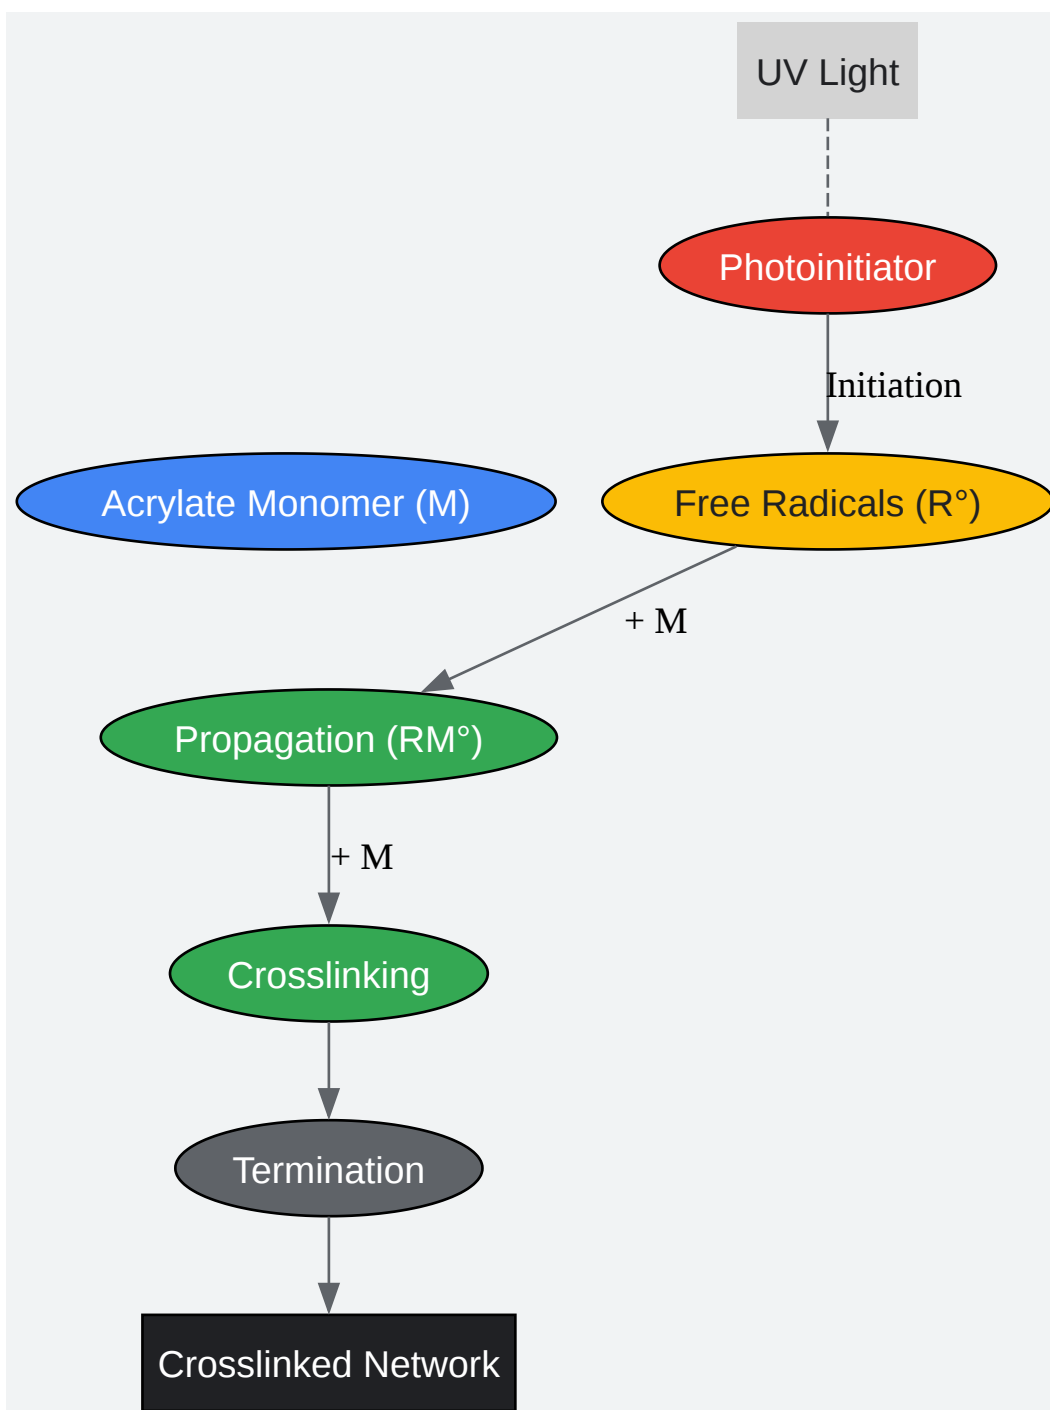 UV Light
Photoinitiator
Initiation
Acrylate Monomer (M)
Free Radicals (R°)
+ M
Propagation (RM°)
+ M
Crosslinking
Termination
Crosslinked Network